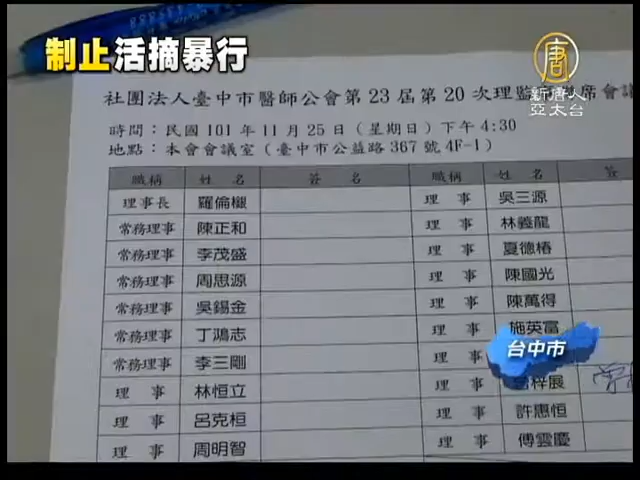 制止活摘暴行
唐
新唐人
亞太台
社團法人臺中市醫師公會第23屆第20次理監
席會議
時間：民國101年11月25日（星期日）下午4:30
地點：本會會議室（臺中市公益路367號4F-1）
職稱 姓名 簽名 職稱 姓名 簽
理事長 羅倫檭 理事 吳三源
常務理事 陳正和 理事 林義龍
常務理事 李茂盛 理事 夏德椿
常務理事 周思源 理事 陳國光
常務理事 吳錫金 理事 陳萬得
常務理事 丁鴻志 理事 施英富
常務理事 李三剛 理事
台中市
理事 林恒立 理事 梓展
理事 呂克桓 理事 許惠恒
理事 周明智 理事 傅雲慶